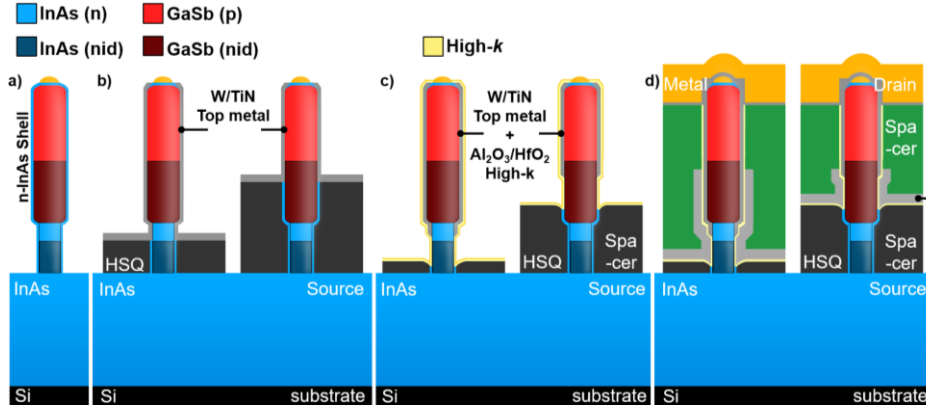 InAs (n)
GaSb (p)
InAs (nid)
GaSb (nid)
High-k
a)
n-InAs Shell
InAs
Si
b)
W/TiN
Top metal
HSQ
InAs
Source
Si
substrate
c)
W/TiN
Top metal
+
Al₂O₃/HfO₂
High-k
HSQ
Spa
-cer
InAs
Source
Si
substrate
d)
Metal
Drain
Spa
-cer
HSQ
Spa
-cer
InAs
Source
Si
substrate